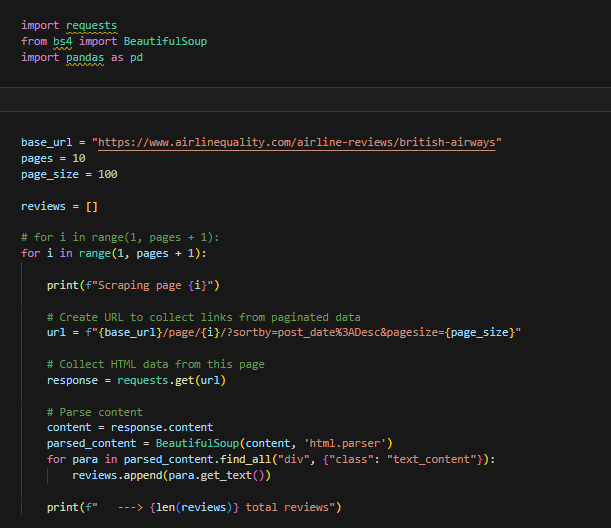 import requests
from bs4 import BeautifulSoup
import pandas as pd
base_url = "https://www.airlinequality.com/airline-reviews/british-airways"
pages = 10
page_size = 100
reviews = []
# for i in range(1, pages + 1):
for i in range(1, pages + 1):
print(f"Scraping page {i}")
# Create URL to collect links from paginated data
url = f"{base_url}/page/{i}/?sortby=post_date%3ADesc&pagesize={page_size}"
# Collect HTML data from this page
response = requests.get(url)
# Parse content
content = response.content
parsed_content = BeautifulSoup(content, 'html.parser')
for para in parsed_content.find_all("div", {"class": "text_content"}):
reviews.append(para.get_text())
print(f"   ---> {len(reviews)} total reviews")